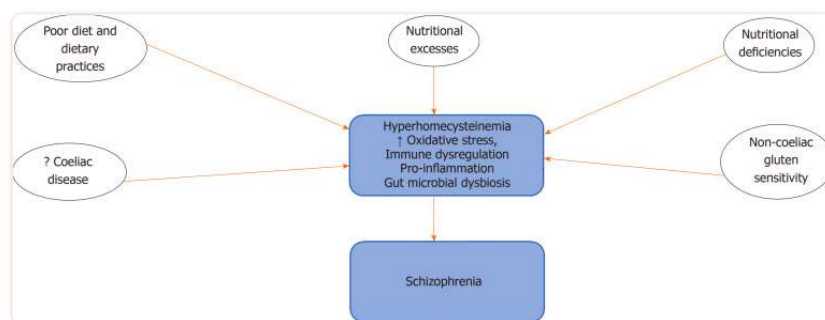 Poor diet and
dietary
practices
Nutritional
excesses
Nutritional
deficiencies
Hyperhomecysteinemia
↑ Oxidative stress,
Immune dysregulation
Pro-inflammation
Gut microbial dysbiosis
? Coeliac
disease
Non-coeliac
gluten
sensitivity
Schizophrenia